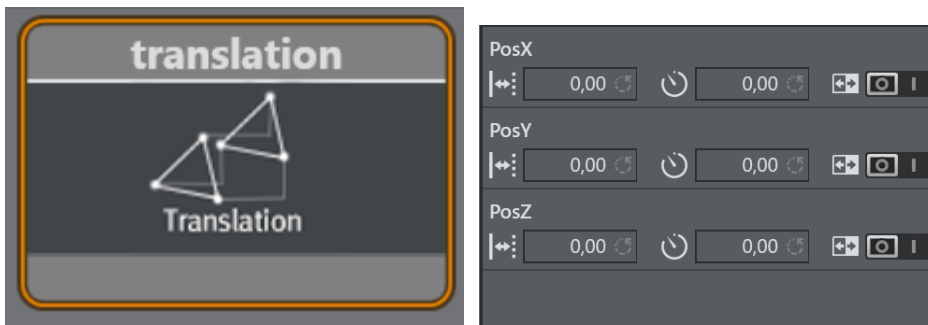 translation
Translation
PosX
0,00 0,00
PosY
0,00 0,00
PosZ
0,00 0,00